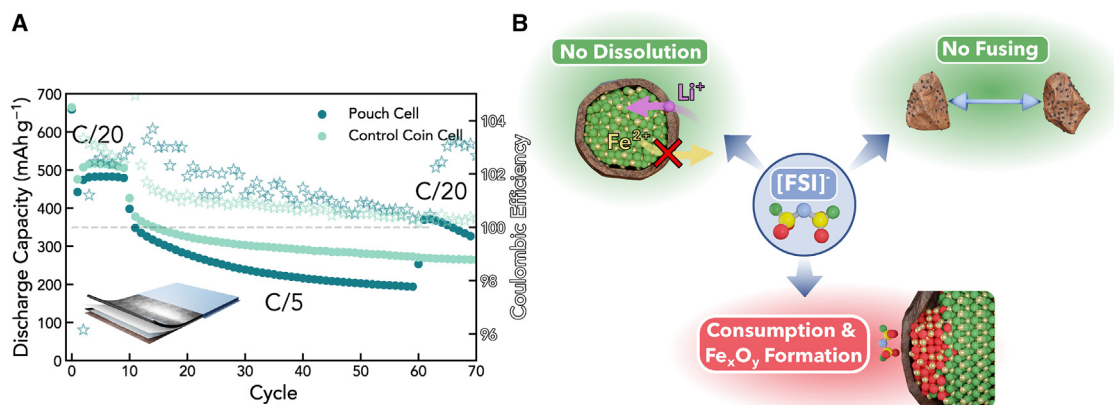 A
Discharge Capacity (mAh g⁻¹)
700
600
500
400
300
200
100
0
C/20
C/5
C/20
Pouch Cell
Control Coin Cell
104
102
100
98
96
Coulombic Efficiency
0 10 20 30 40 50 60 70
Cycle
B
No Dissolution
Li⁺
Fe²⁺
No Fusing
[FSI]⁻
Consumption &
FeₓOᵧ Formation